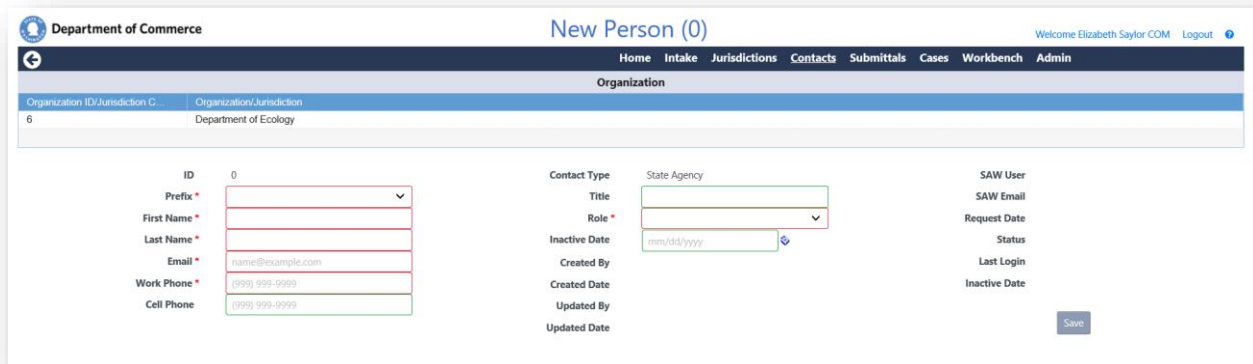 Department of Commerce
New Person (0)
Welcome Elizabeth Saylor COM Logout
Home Intake Jurisdictions Contacts Submittals Cases Workbench Admin
Organization
Organization ID/Jurisdiction C... Organization/Jurisdiction
6 Department of Ecology
ID 0 Contact Type State Agency SAW User
Prefix * Title SAW Email
First Name * Role * Request Date
Last Name * Inactive Date mm/dd/yyyy Status
Email * name@example.com Created By Last Login
Work Phone * (999) 999-9999 Created Date Inactive Date
Cell Phone (999) 999-9999 Updated By
Updated Date Save